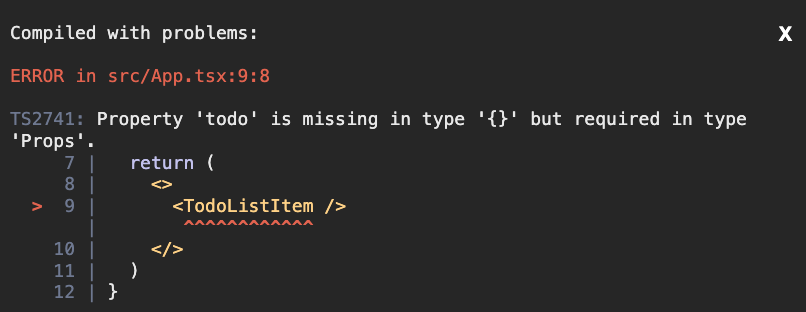 Compiled with problems:
X
ERROR in src/App.tsx:9:8
TS2741: Property 'todo' is missing in type '{}' but required in type
'Props'.
     7 |   return (
     8 |     <>
  >  9 |       <TodoListItem />
       |        ^^^^^^^^^^^^
    10 |     </>
    11 |   )
    12 | }